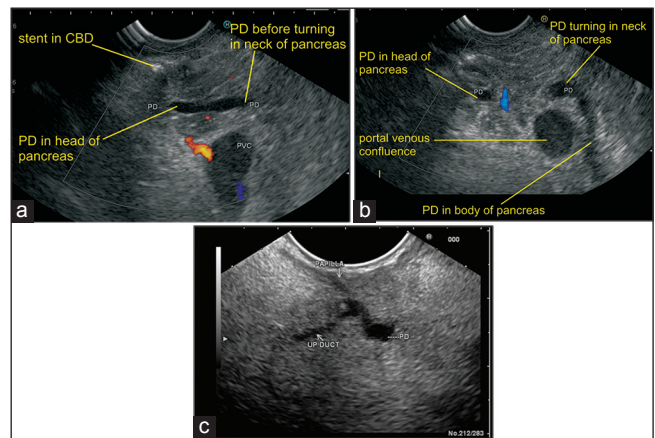 stent in CBD
PD before turning
in neck of pancreas
PD
PD
PD in head of
pancreas
PVC
a
PD turning in neck
of pancreas
PD in head of
pancreas
PD
PD
portal venous
confluence
PD in body of pancreas
b
000
PAPILLA
UP DUCT
PD
No.212/283
c